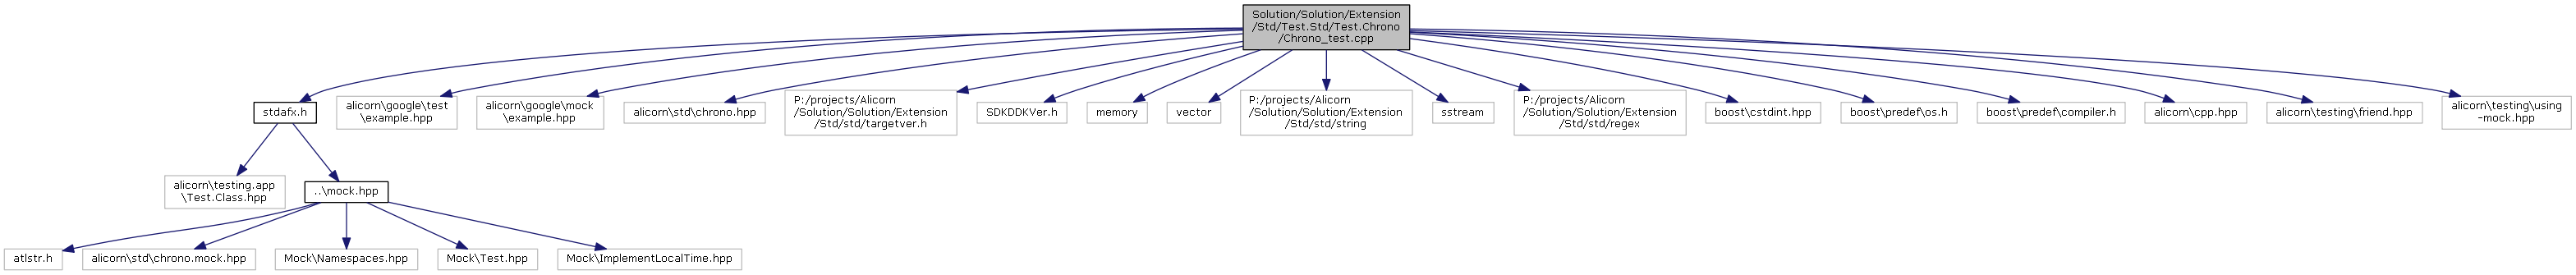 Solution/Solution/Extension
/Std/Test.Std/Test.Chrono
/Chrono_test.cpp
stdafx.h
alicorn\google\test
\example.hpp
alicorn\google\mock
\example.hpp
alicorn\std\chrono.hpp
P:/projects/Alicorn
/Solution/Solution/Extension
/Std/std/targetver.h
SDKDDKVer.h
memory
vector
P:/projects/Alicorn
/Solution/Solution/Extension
/Std/std/string
sstream
P:/projects/Alicorn
/Solution/Solution/Extension
/Std/std/regex
boost\cstdint.hpp
boost\predef\os.h
boost\predef\compiler.h
alicorn\cpp.hpp
alicorn\testing\friend.hpp
alicorn\testing\using
-mock.hpp
alicorn\testing.app
\Test.Class.hpp
..\mock.hpp
atlstr.h
alicorn\std\chrono.mock.hpp
Mock\Namespaces.hpp
Mock\Test.hpp
Mock\ImplementLocalTime.hpp